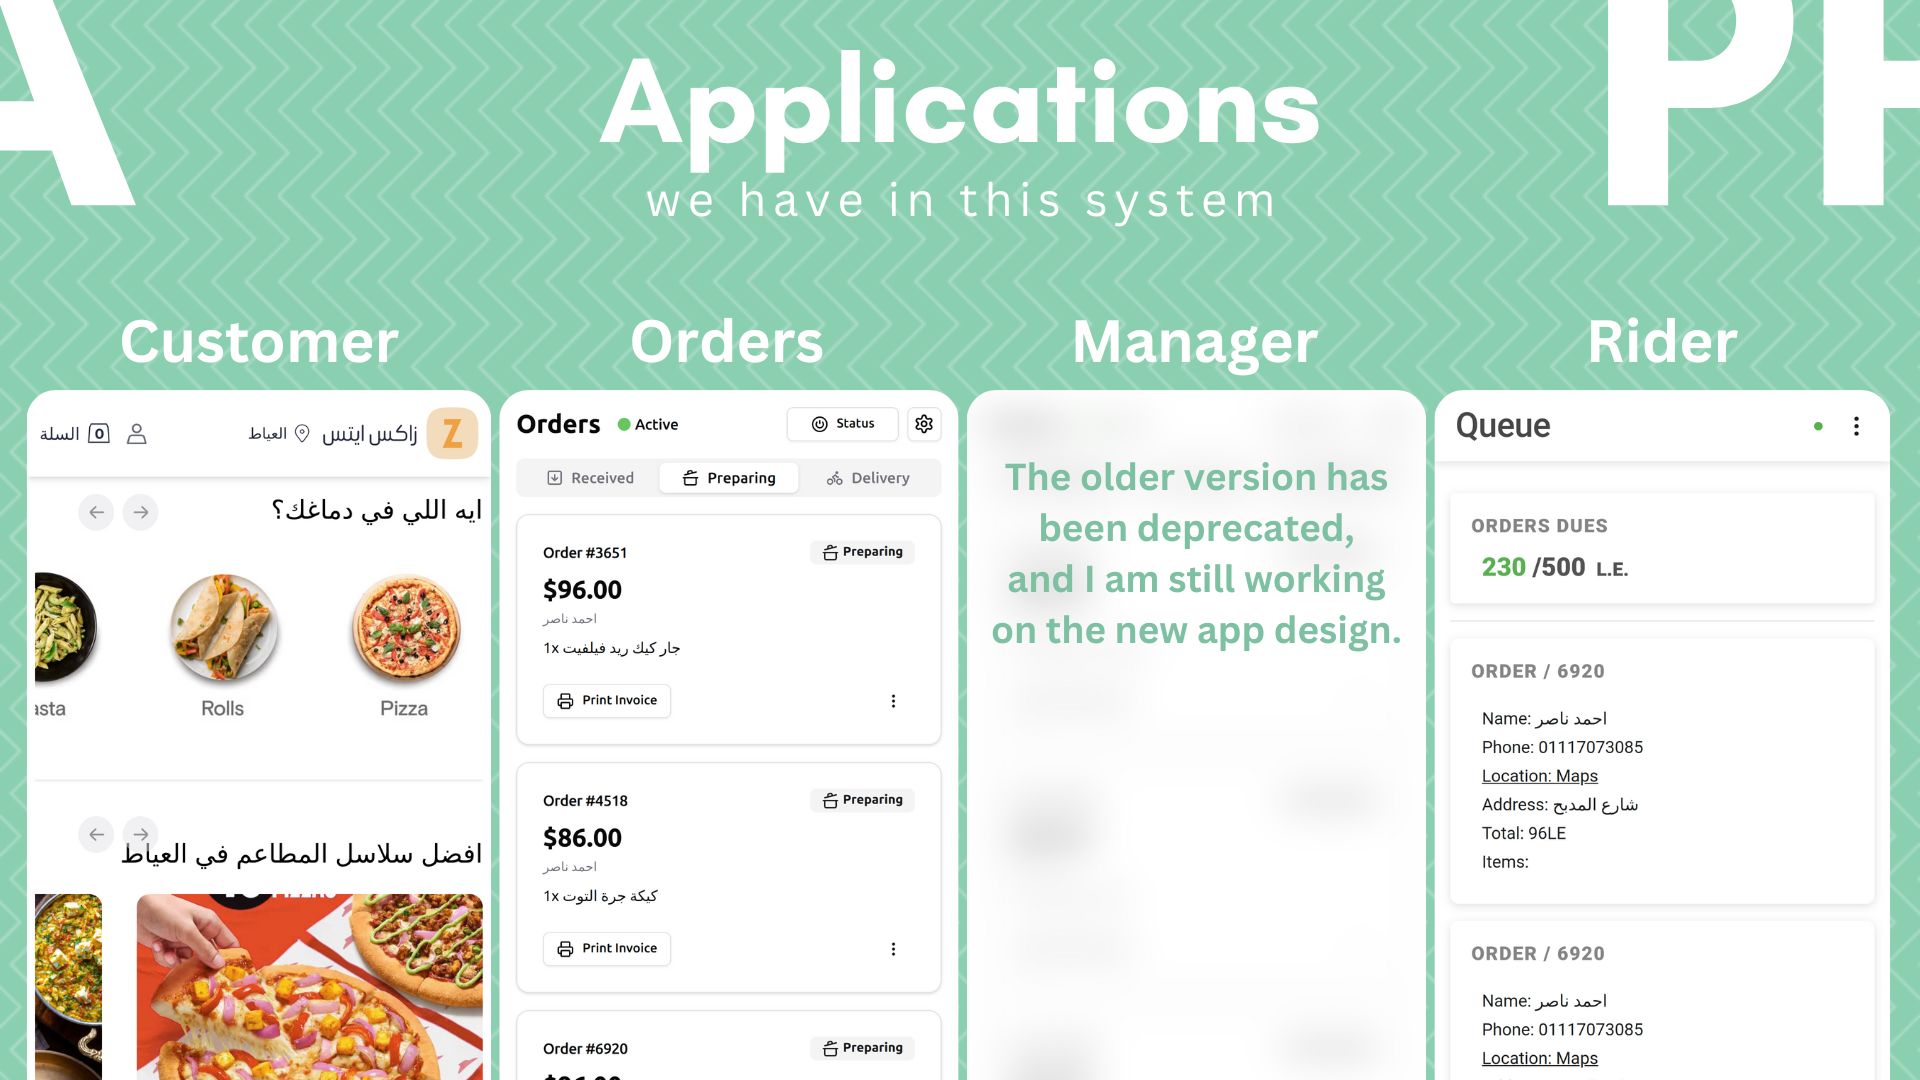 A
PH
Applications
we have in this system
Customer
Orders
Manager
Rider
السلة
0
العياط
زاكس ايتس
Z
ايه اللي في دماغك؟
asta
Rolls
Pizza
افضل سلاسل المطاعم في العياط
Orders
Active
Status
Received
Preparing
Delivery
Order #3651
Preparing
$96.00
احمد ناصر
1x جار كيك ريد فيلفيت
Print Invoice
Order #4518
Preparing
$86.00
احمد ناصر
1x كيكة جرة التوت
Print Invoice
Order #6920
Preparing
The older version has
been deprecated,
and I am still working
on the new app design.
Queue
ORDERS DUES
230 /500 L.E.
ORDER / 6920
Name: احمد ناصر
Phone: 01117073085
Location: Maps
Address: شارع المدبح
Total: 96LE
Items:
ORDER / 6920
Name: احمد ناصر
Phone: 01117073085
Location: Maps